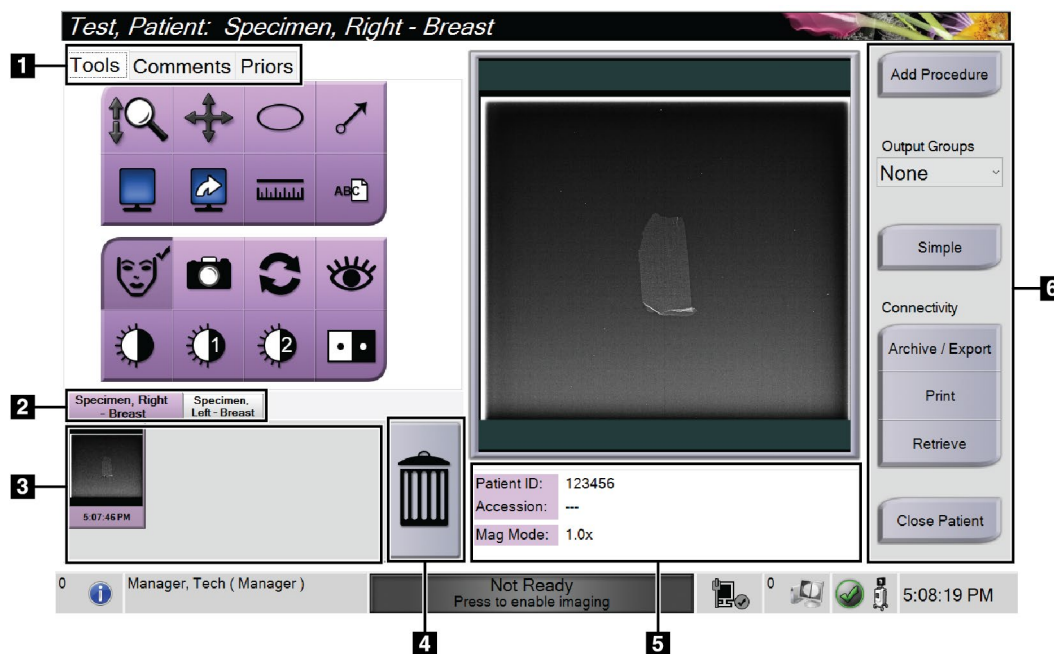 Test, Patient: Specimen, Right - Breast
1
Tools Comments Priors
ABC
1
2
2
Specimen, Right
- Breast
Specimen,
Left - Breast
3
5:07:46 PM
4
Patient ID: 123456
Accession: ---
Mag Mode: 1.0x
5
Add Procedure
Output Groups
None
Simple
Connectivity
Archive / Export
Print
Retrieve
Close Patient
6
0
i
Manager, Tech ( Manager )
Not Ready
Press to enable imaging
0
5:08:19 PM